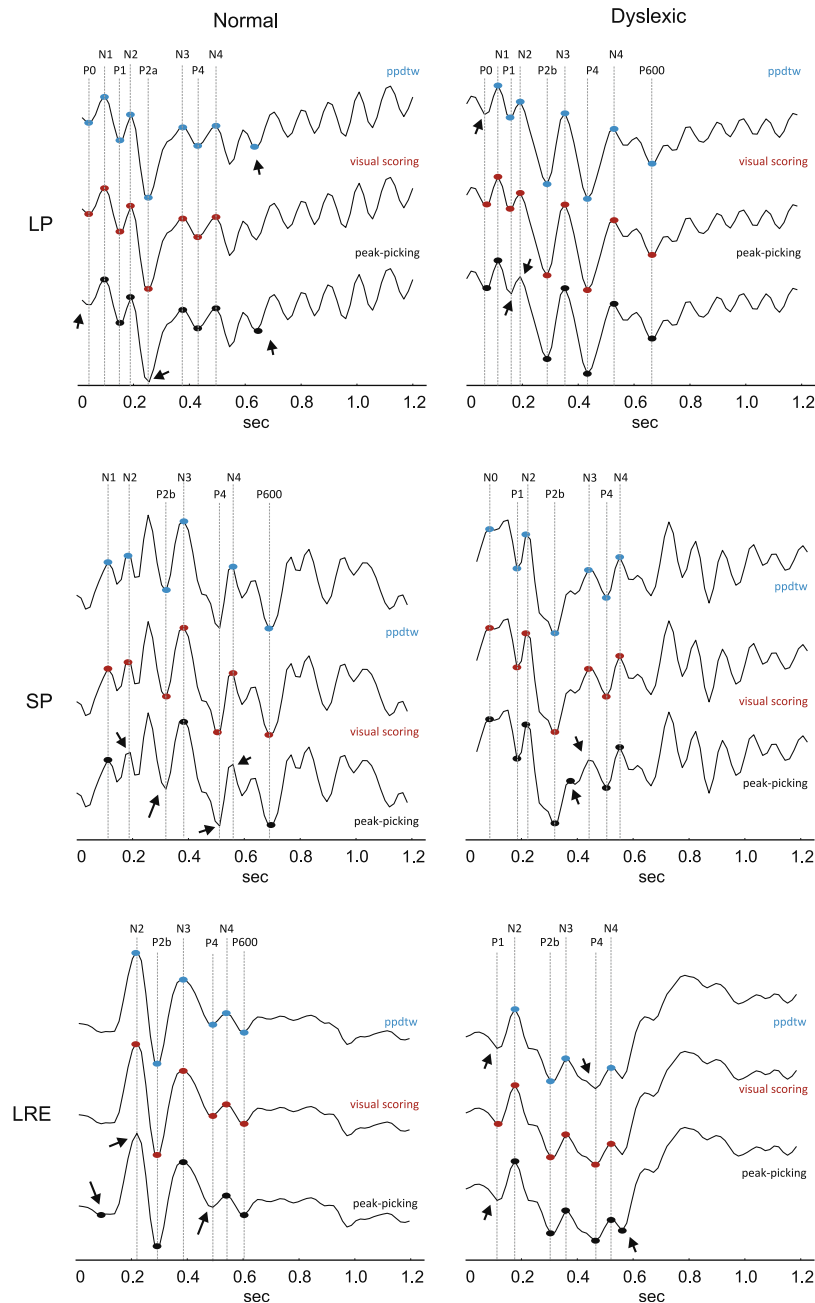 Normal
Dyslexic
LP
N1 N2 N3 N4
P0 P1 P2a P4
ppdtw
visual scoring
peak-picking
0 0.2 0.4 0.6 0.8 1.0 1.2
sec
N1 N2 N3 N4
P0 P1 P2b P4 P600
ppdtw
visual scoring
peak-picking
0 0.2 0.4 0.6 0.8 1.0 1.2
sec
SP
N1 N2 N3 N4
P2b P4 P600
ppdtw
visual scoring
peak-picking
0 0.2 0.4 0.6 0.8 1.0 1.2
sec
N0 N2 N3 N4
P1 P2b P4
ppdtw
visual scoring
peak-picking
0 0.2 0.4 0.6 0.8 1.0 1.2
sec
LRE
N2 N3 N4
P2b P4 P600
ppdtw
visual scoring
peak-picking
0 0.2 0.4 0.6 0.8 1.0 1.2
sec
N2 N3 N4
P1 P2b P4
ppdtw
visual scoring
peak-picking
0 0.2 0.4 0.6 0.8 1.0 1.2
sec